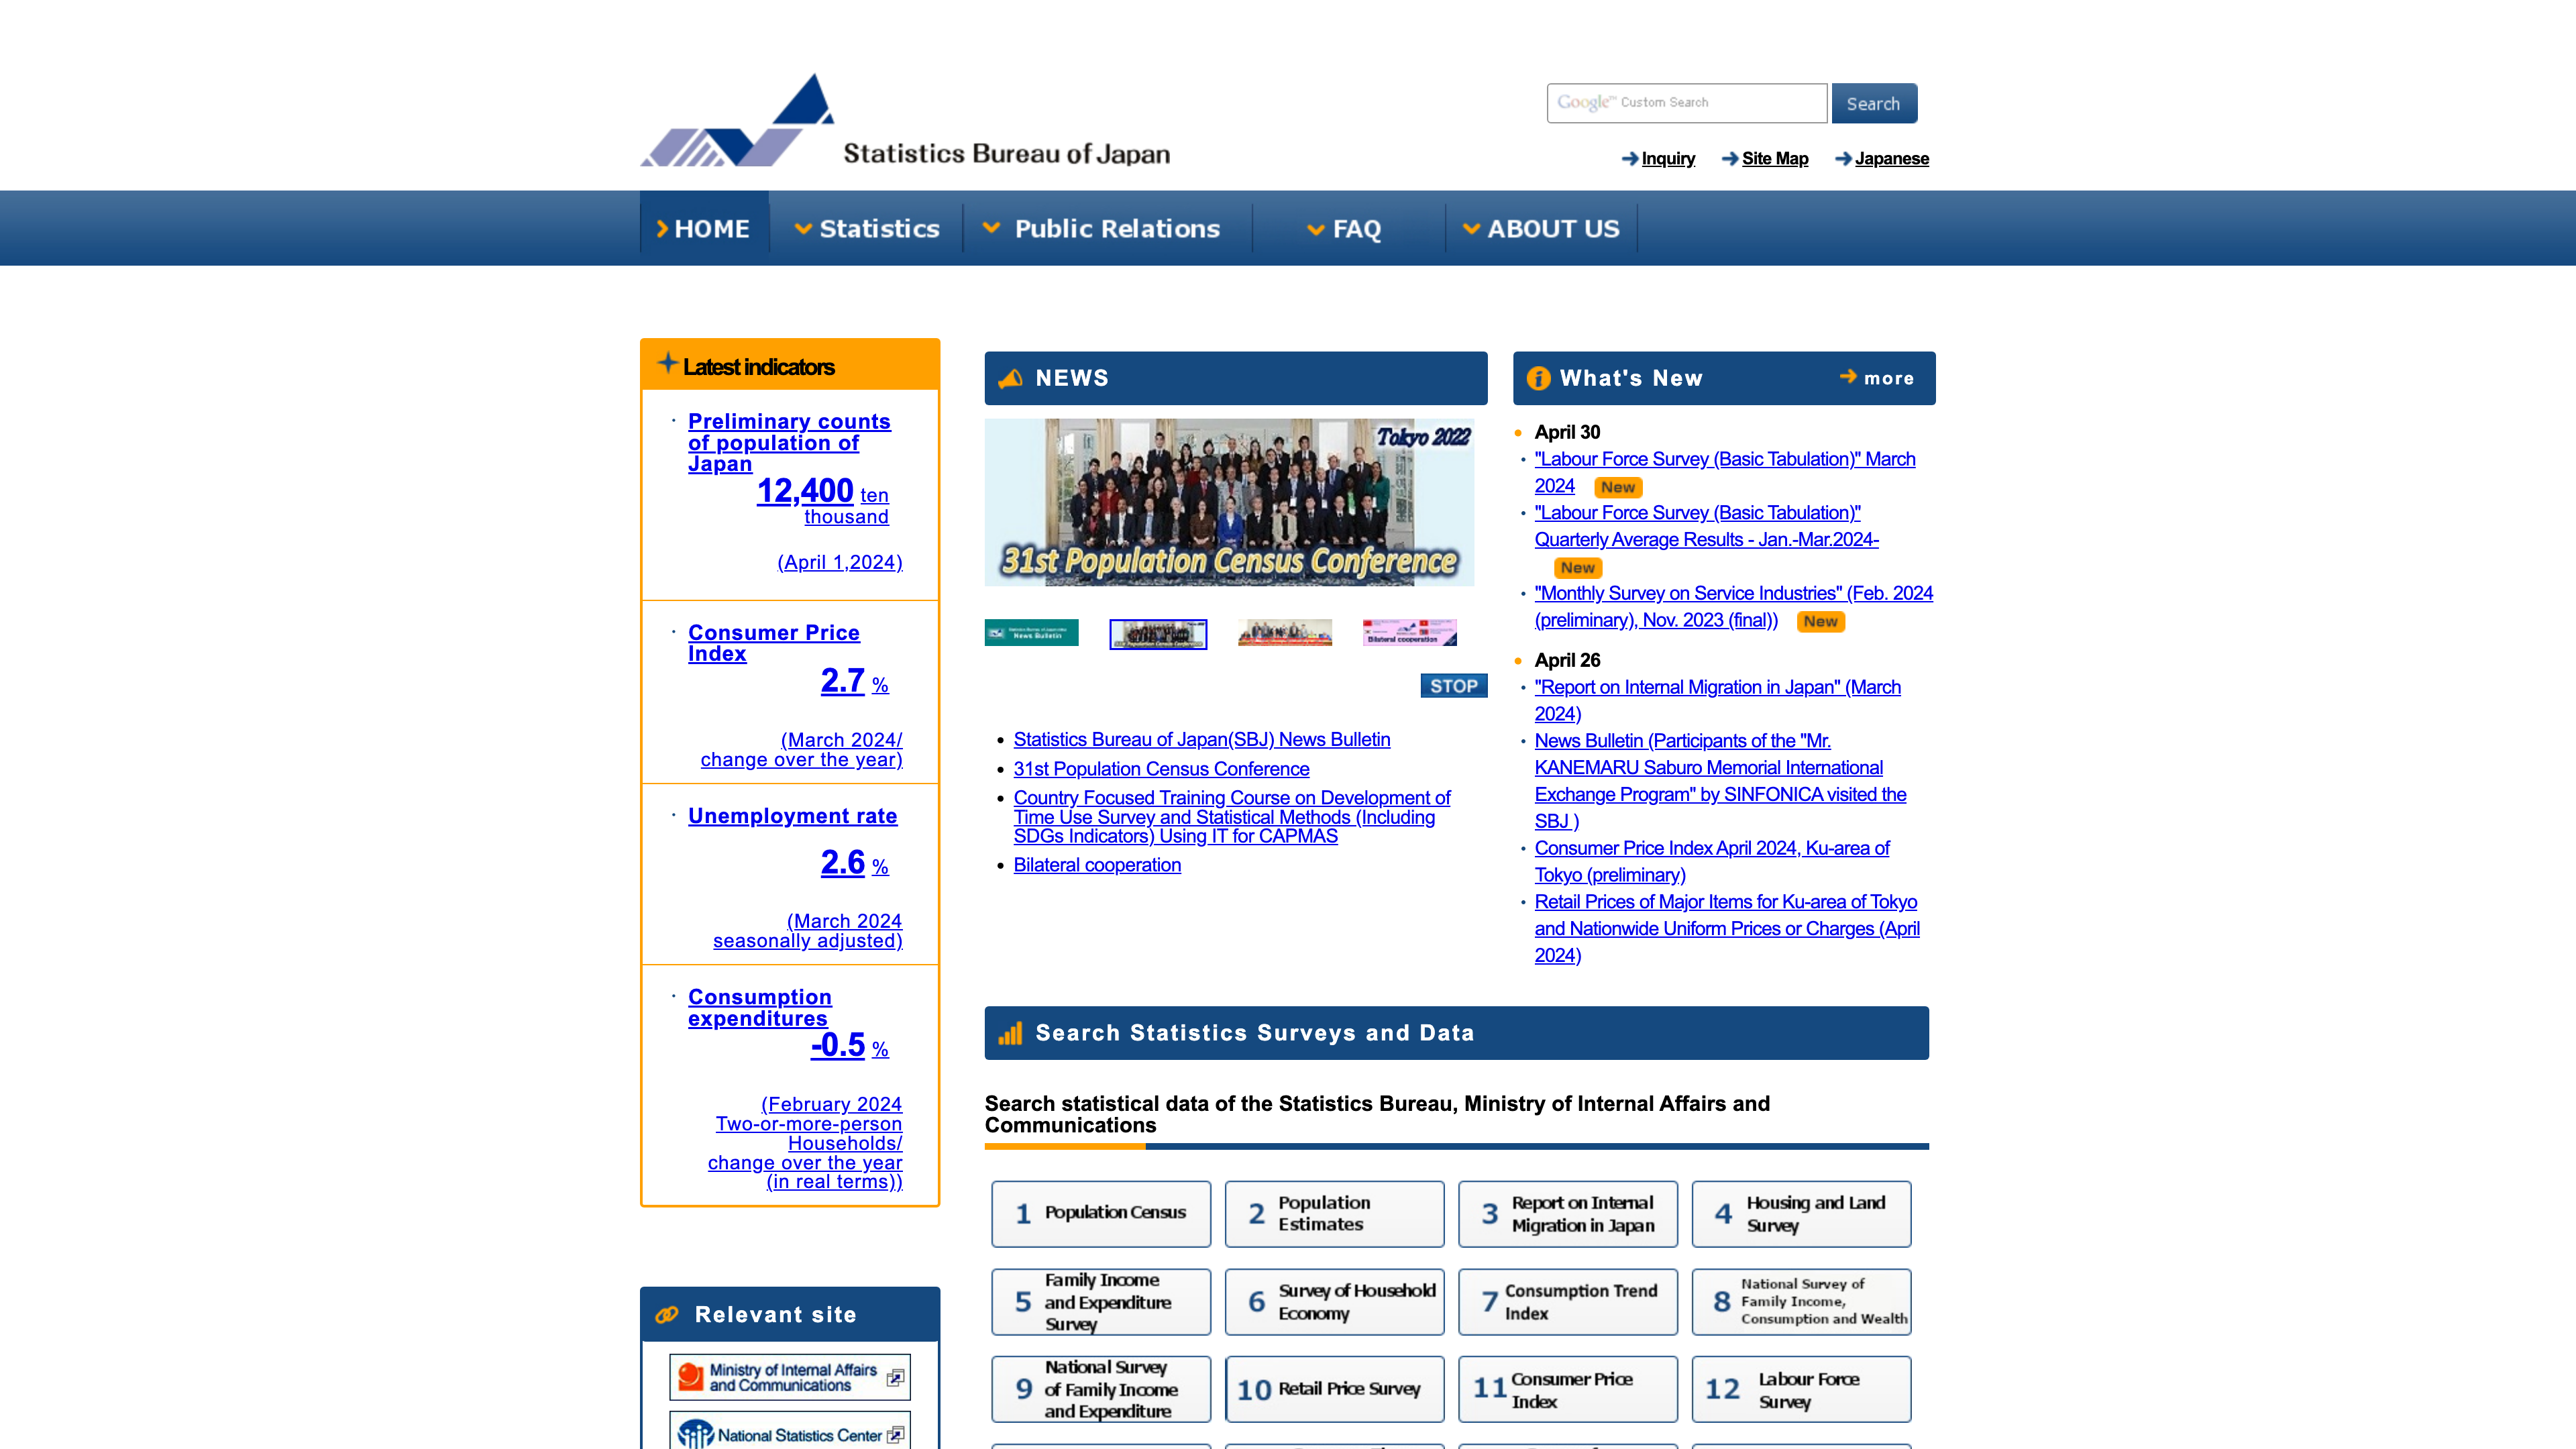 Statistics Bureau of Japan
Google™ Custom Search
Search
Inquiry
Site Map
Japanese
HOME
Statistics
Public Relations
FAQ
ABOUT US
Latest indicators
Preliminary counts
of population of
Japan
12,400 ten
thousand
(April 1,2024)
Consumer Price
Index
2.7 %
(March 2024/
change over the year)
Unemployment rate
2.6 %
(March 2024
seasonally adjusted)
Consumption
expenditures
-0.5 %
(February 2024
Two-or-more-person
Households/
change over the year
(in real terms))
Relevant site
Ministry of Internal Affairs
and Communications
National Statistics Center
NEWS
Tokyo 2022
31st Population Census Conference
News Bulletin
Bilateral cooperation
STOP
Statistics Bureau of Japan(SBJ) News Bulletin
31st Population Census Conference
Country Focused Training Course on Development of
Time Use Survey and Statistical Methods (Including
SDGs Indicators) Using IT for CAPMAS
Bilateral cooperation
What's New
more
April 30
"Labour Force Survey (Basic Tabulation)" March
2024 New
"Labour Force Survey (Basic Tabulation)"
Quarterly Average Results - Jan.-Mar.2024-
New
"Monthly Survey on Service Industries" (Feb. 2024
(preliminary), Nov. 2023 (final)) New
April 26
"Report on Internal Migration in Japan" (March
2024)
News Bulletin (Participants of the "Mr.
KANEMARU Saburo Memorial International
Exchange Program" by SINFONICA visited the
SBJ )
Consumer Price Index April 2024, Ku-area of
Tokyo (preliminary)
Retail Prices of Major Items for Ku-area of Tokyo
and Nationwide Uniform Prices or Charges (April
2024)
Search Statistics Surveys and Data
Search statistical data of the Statistics Bureau, Ministry of Internal Affairs and
Communications
1 Population Census
2 Population
Estimates
3 Report on Internal
Migration in Japan
4 Housing and Land
Survey
5 Family Income
and Expenditure
Survey
6 Survey of Household
Economy
7 Consumption Trend
Index
8 National Survey of
Family Income,
Consumption and Wealth
9 National Survey
of Family Income
and Expenditure
10 Retail Price Survey
11 Consumer Price
Index
12 Labour Force
Survey